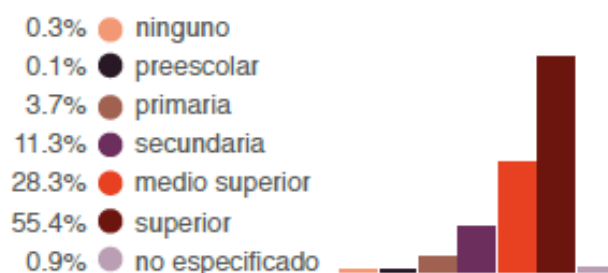 0.3% ninguno
0.1% preescolar
3.7% primaria
11.3% secundaria
28.3% medio superior
55.4% superior
0.9% no especificado